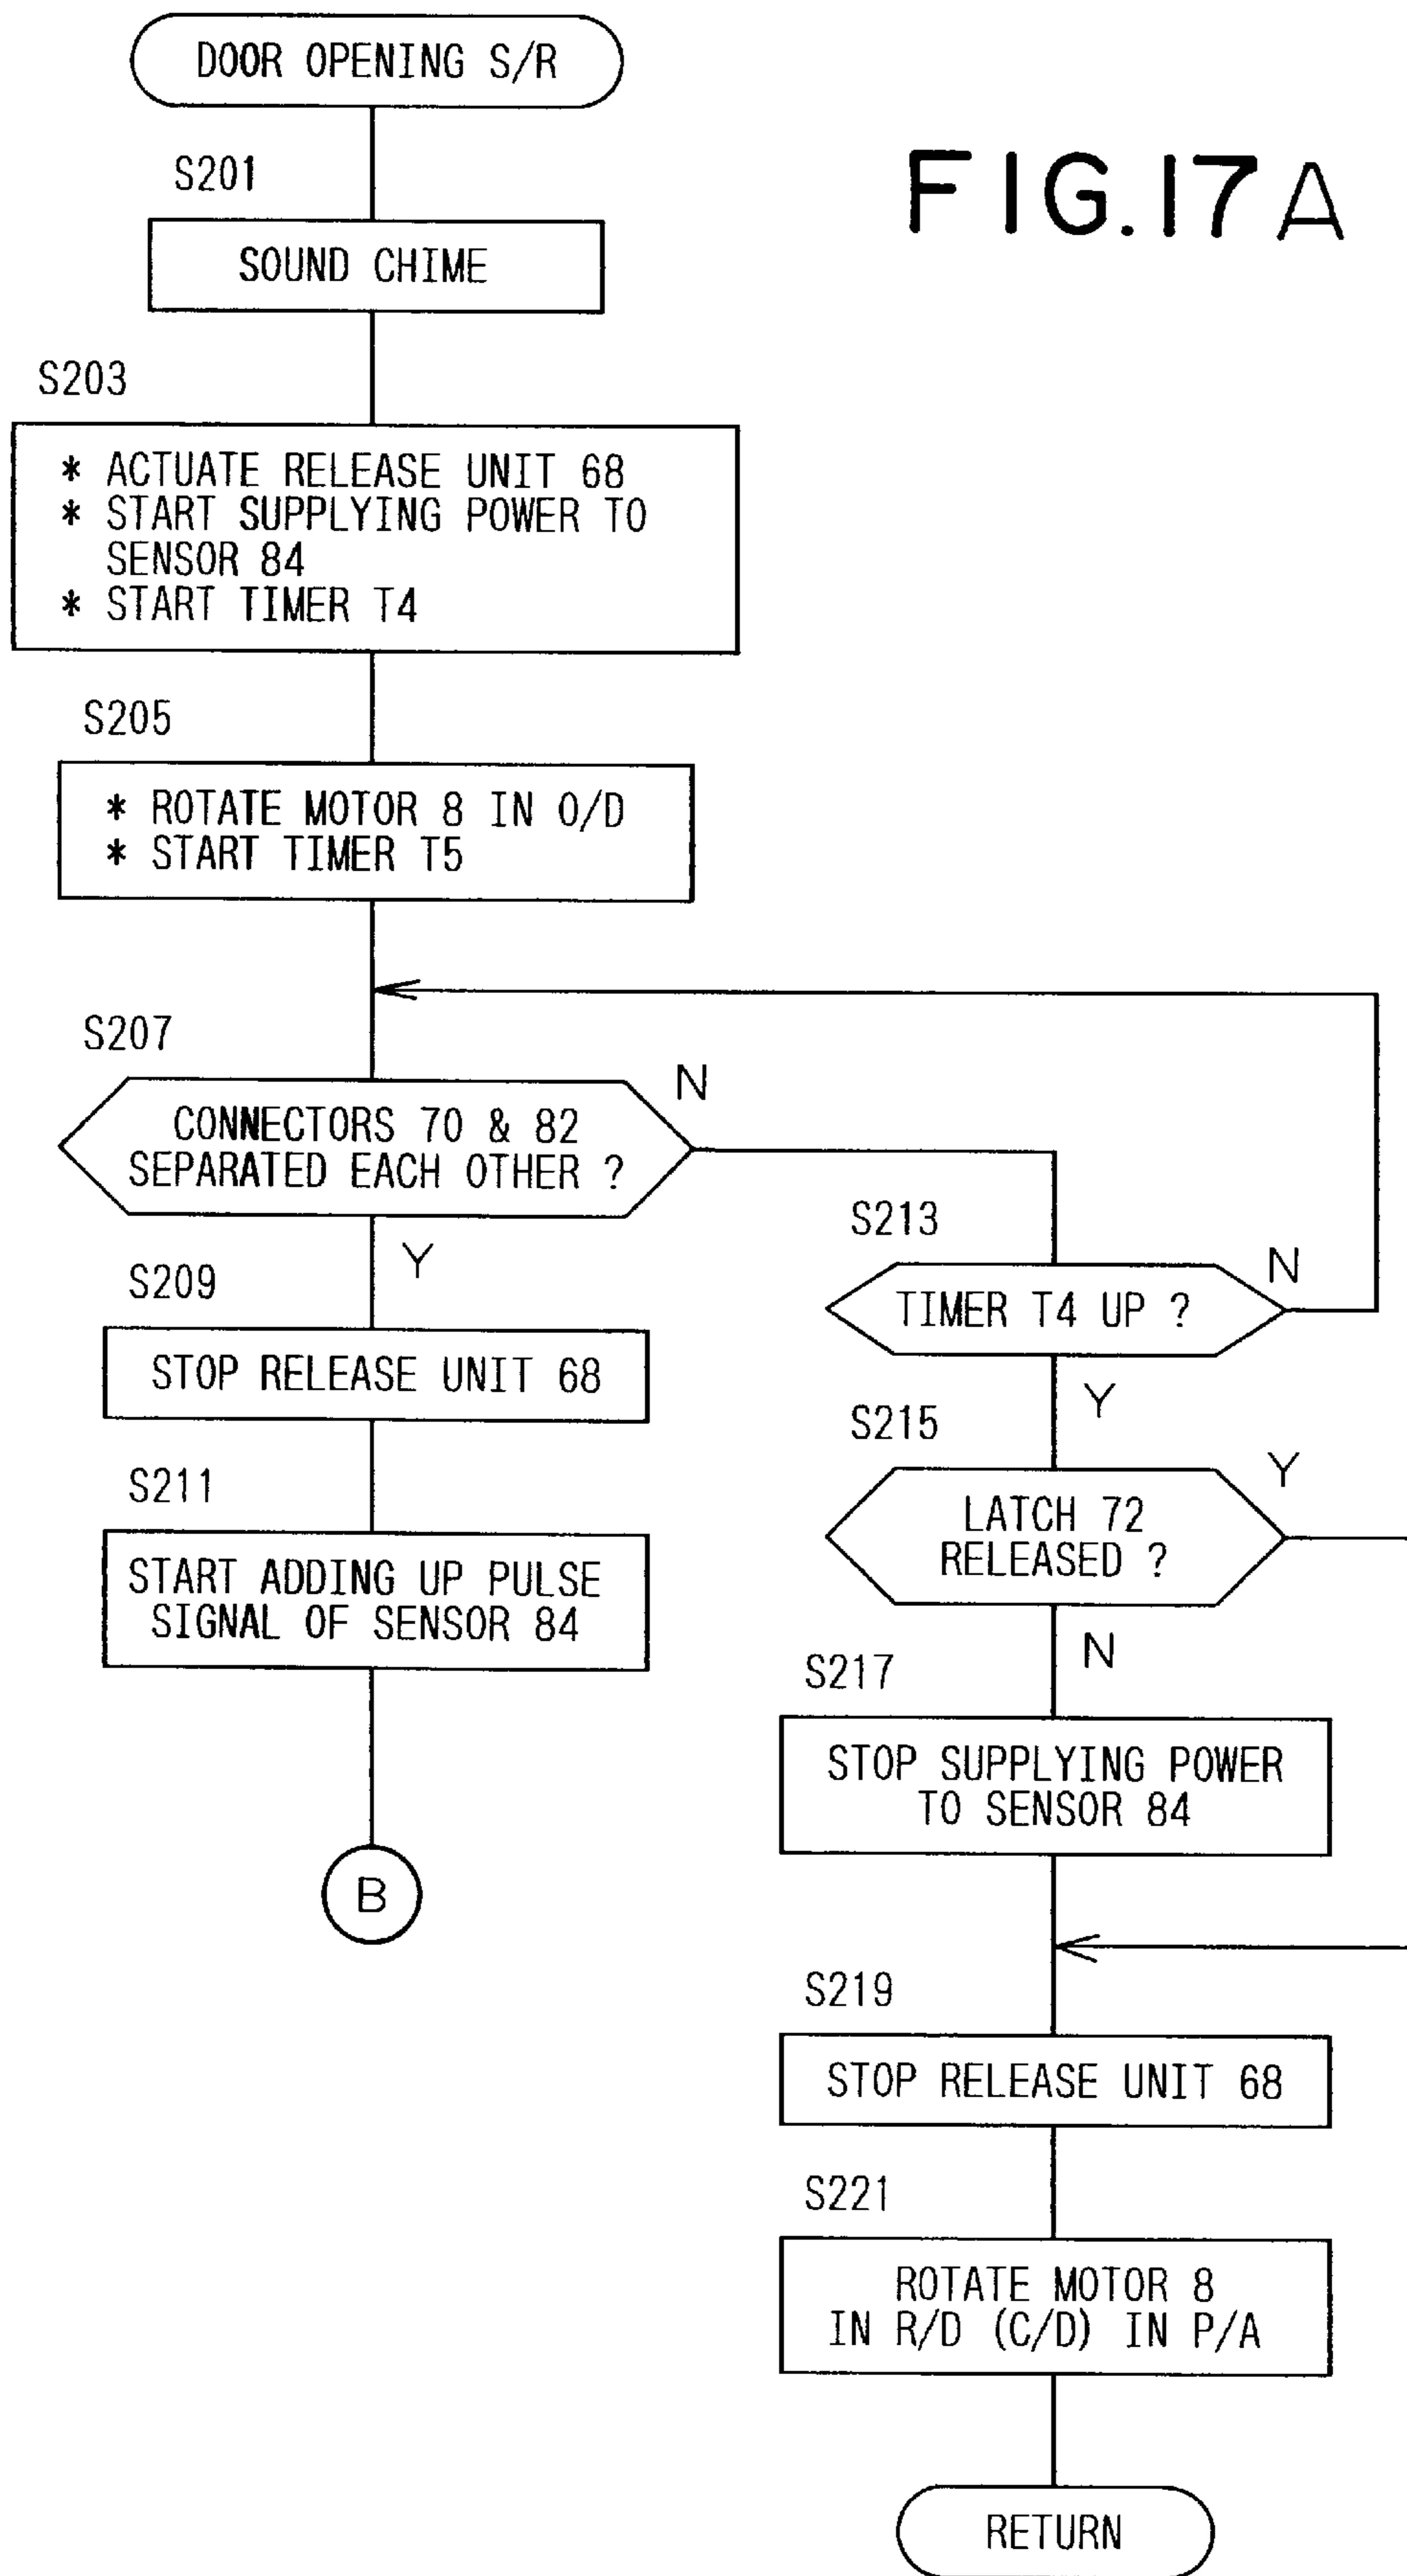 DOOR OPENING S/R
FIG.17A
S201
SOUND CHIME
S203
* ACTUATE RELEASE UNIT 68
* START SUPPLYING POWER TO
SENSOR 84
* START TIMER T4
S205
* ROTATE MOTOR 8 IN O/D
* START TIMER T5
S207
N
CONNECTORS 70 & 82
SEPARATED EACH OTHER ?
Y
S209
STOP RELEASE UNIT 68
S211
START ADDING UP PULSE
SIGNAL OF SENSOR 84
B
S213
N
TIMER T4 UP ?
Y
S215
Y
LATCH 72
RELEASED ?
N
S217
STOP SUPPLYING POWER
TO SENSOR 84
S219
STOP RELEASE UNIT 68
S221
ROTATE MOTOR 8
IN R/D (C/D) IN P/A
RETURN